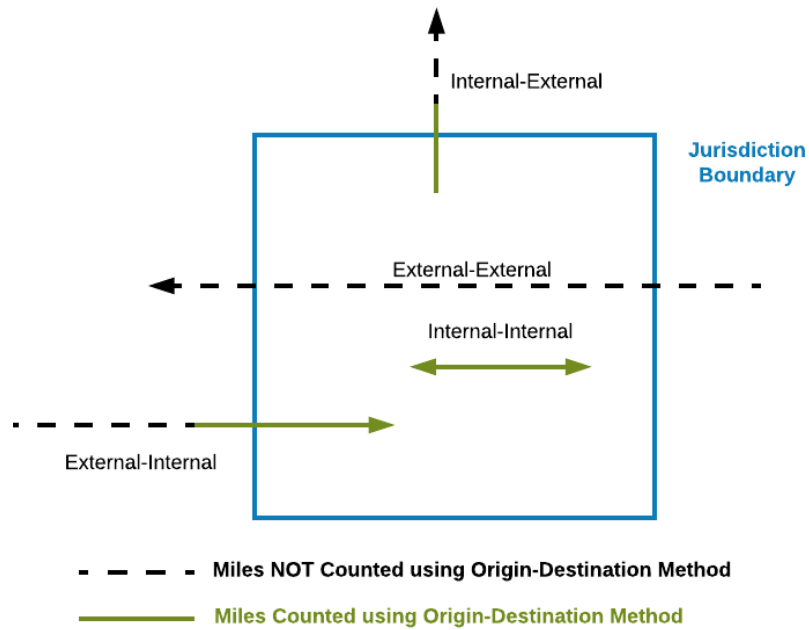 Internal-External
Jurisdiction
Boundary
External-External
Internal-Internal
External-Internal
Miles NOT Counted using Origin-Destination Method
Miles Counted using Origin-Destination Method